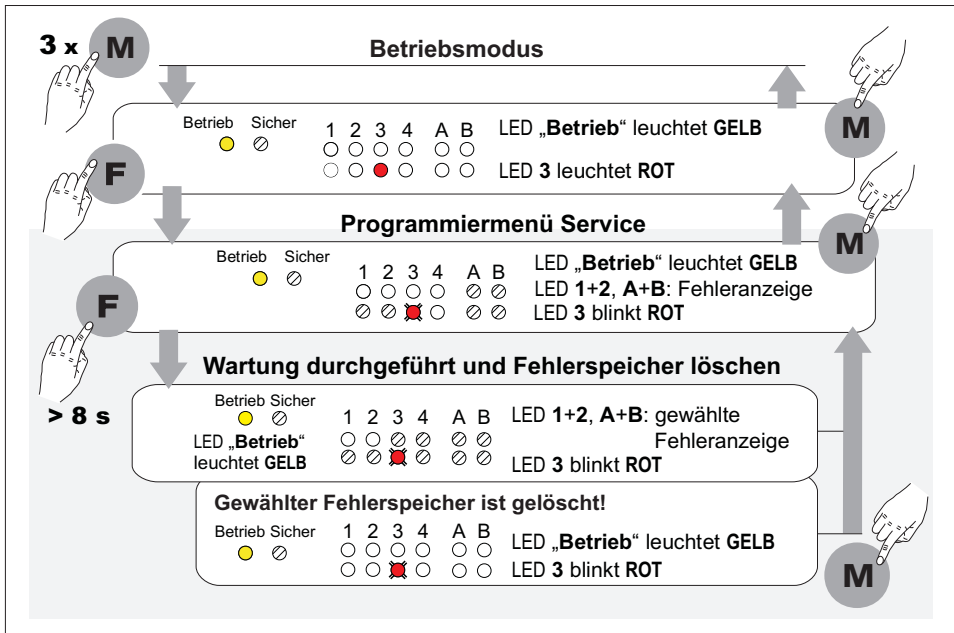 3 x M
Betriebsmodus
M
Betrieb Sicher
1 2 3 4 A B
LED „Betrieb“ leuchtet GELB
LED 3 leuchtet ROT
F
Programmiermenü Service
M
Betrieb Sicher
1 2 3 4 A B
LED „Betrieb“ leuchtet GELB
LED 1+2, A+B: Fehleranzeige
LED 3 blinkt ROT
F
> 8 s
Wartung durchgeführt und Fehlerspeicher löschen
Betrieb Sicher
LED „Betrieb“
leuchtet GELB
1 2 3 4 A B
LED 1+2, A+B: gewählte
Fehleranzeige
LED 3 blinkt ROT
Gewählter Fehlerspeicher ist gelöscht!
Betrieb Sicher
1 2 3 4 A B
LED „Betrieb“ leuchtet GELB
LED 3 blinkt ROT
M